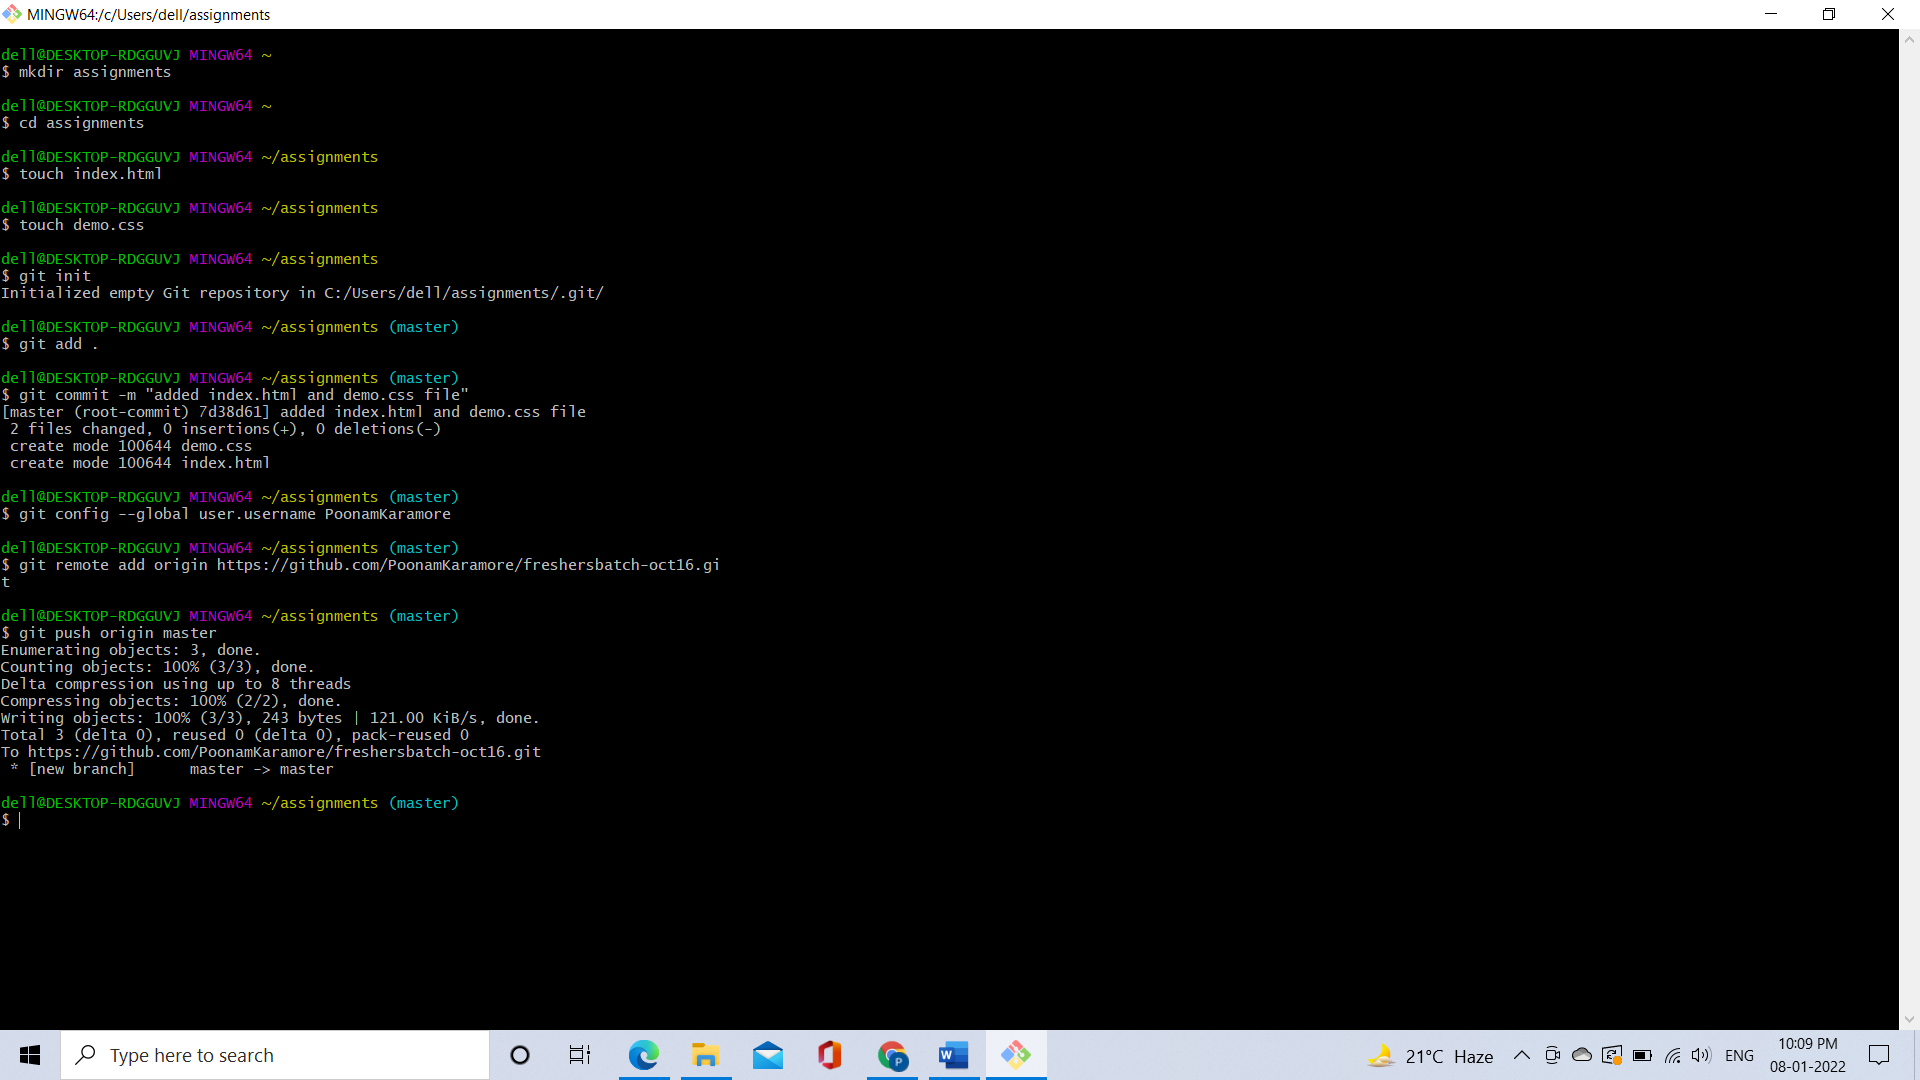 MINGW64:/c/Users/dell/assignments
dell@DESKTOP-RDGGUVJ MINGW64 ~
$ mkdir assignments
dell@DESKTOP-RDGGUVJ MINGW64 ~
$ cd assignments
dell@DESKTOP-RDGGUVJ MINGW64 ~/assignments
$ touch index.html
dell@DESKTOP-RDGGUVJ MINGW64 ~/assignments
$ touch demo.css
dell@DESKTOP-RDGGUVJ MINGW64 ~/assignments
$ git init
Initialized empty Git repository in C:/Users/dell/assignments/.git/
dell@DESKTOP-RDGGUVJ MINGW64 ~/assignments (master)
$ git add .
dell@DESKTOP-RDGGUVJ MINGW64 ~/assignments (master)
$ git commit -m "added index.html and demo.css file"
[master (root-commit) 7d38d61] added index.html and demo.css file
 2 files changed, 0 insertions(+), 0 deletions(-)
 create mode 100644 demo.css
 create mode 100644 index.html
dell@DESKTOP-RDGGUVJ MINGW64 ~/assignments (master)
$ git config --global user.username PoonamKaramore
dell@DESKTOP-RDGGUVJ MINGW64 ~/assignments (master)
$ git remote add origin https://github.com/PoonamKaramore/freshersbatch-oct16.gi
t
dell@DESKTOP-RDGGUVJ MINGW64 ~/assignments (master)
$ git push origin master
Enumerating objects: 3, done.
Counting objects: 100% (3/3), done.
Delta compression using up to 8 threads
Compressing objects: 100% (2/2), done.
Writing objects: 100% (3/3), 243 bytes | 121.00 KiB/s, done.
Total 3 (delta 0), reused 0 (delta 0), pack-reused 0
To https://github.com/PoonamKaramore/freshersbatch-oct16.git
 * [new branch]      master -> master
dell@DESKTOP-RDGGUVJ MINGW64 ~/assignments (master)
$
Type here to search
P
W
21°C Haze
ENG
10:09 PM
08-01-2022